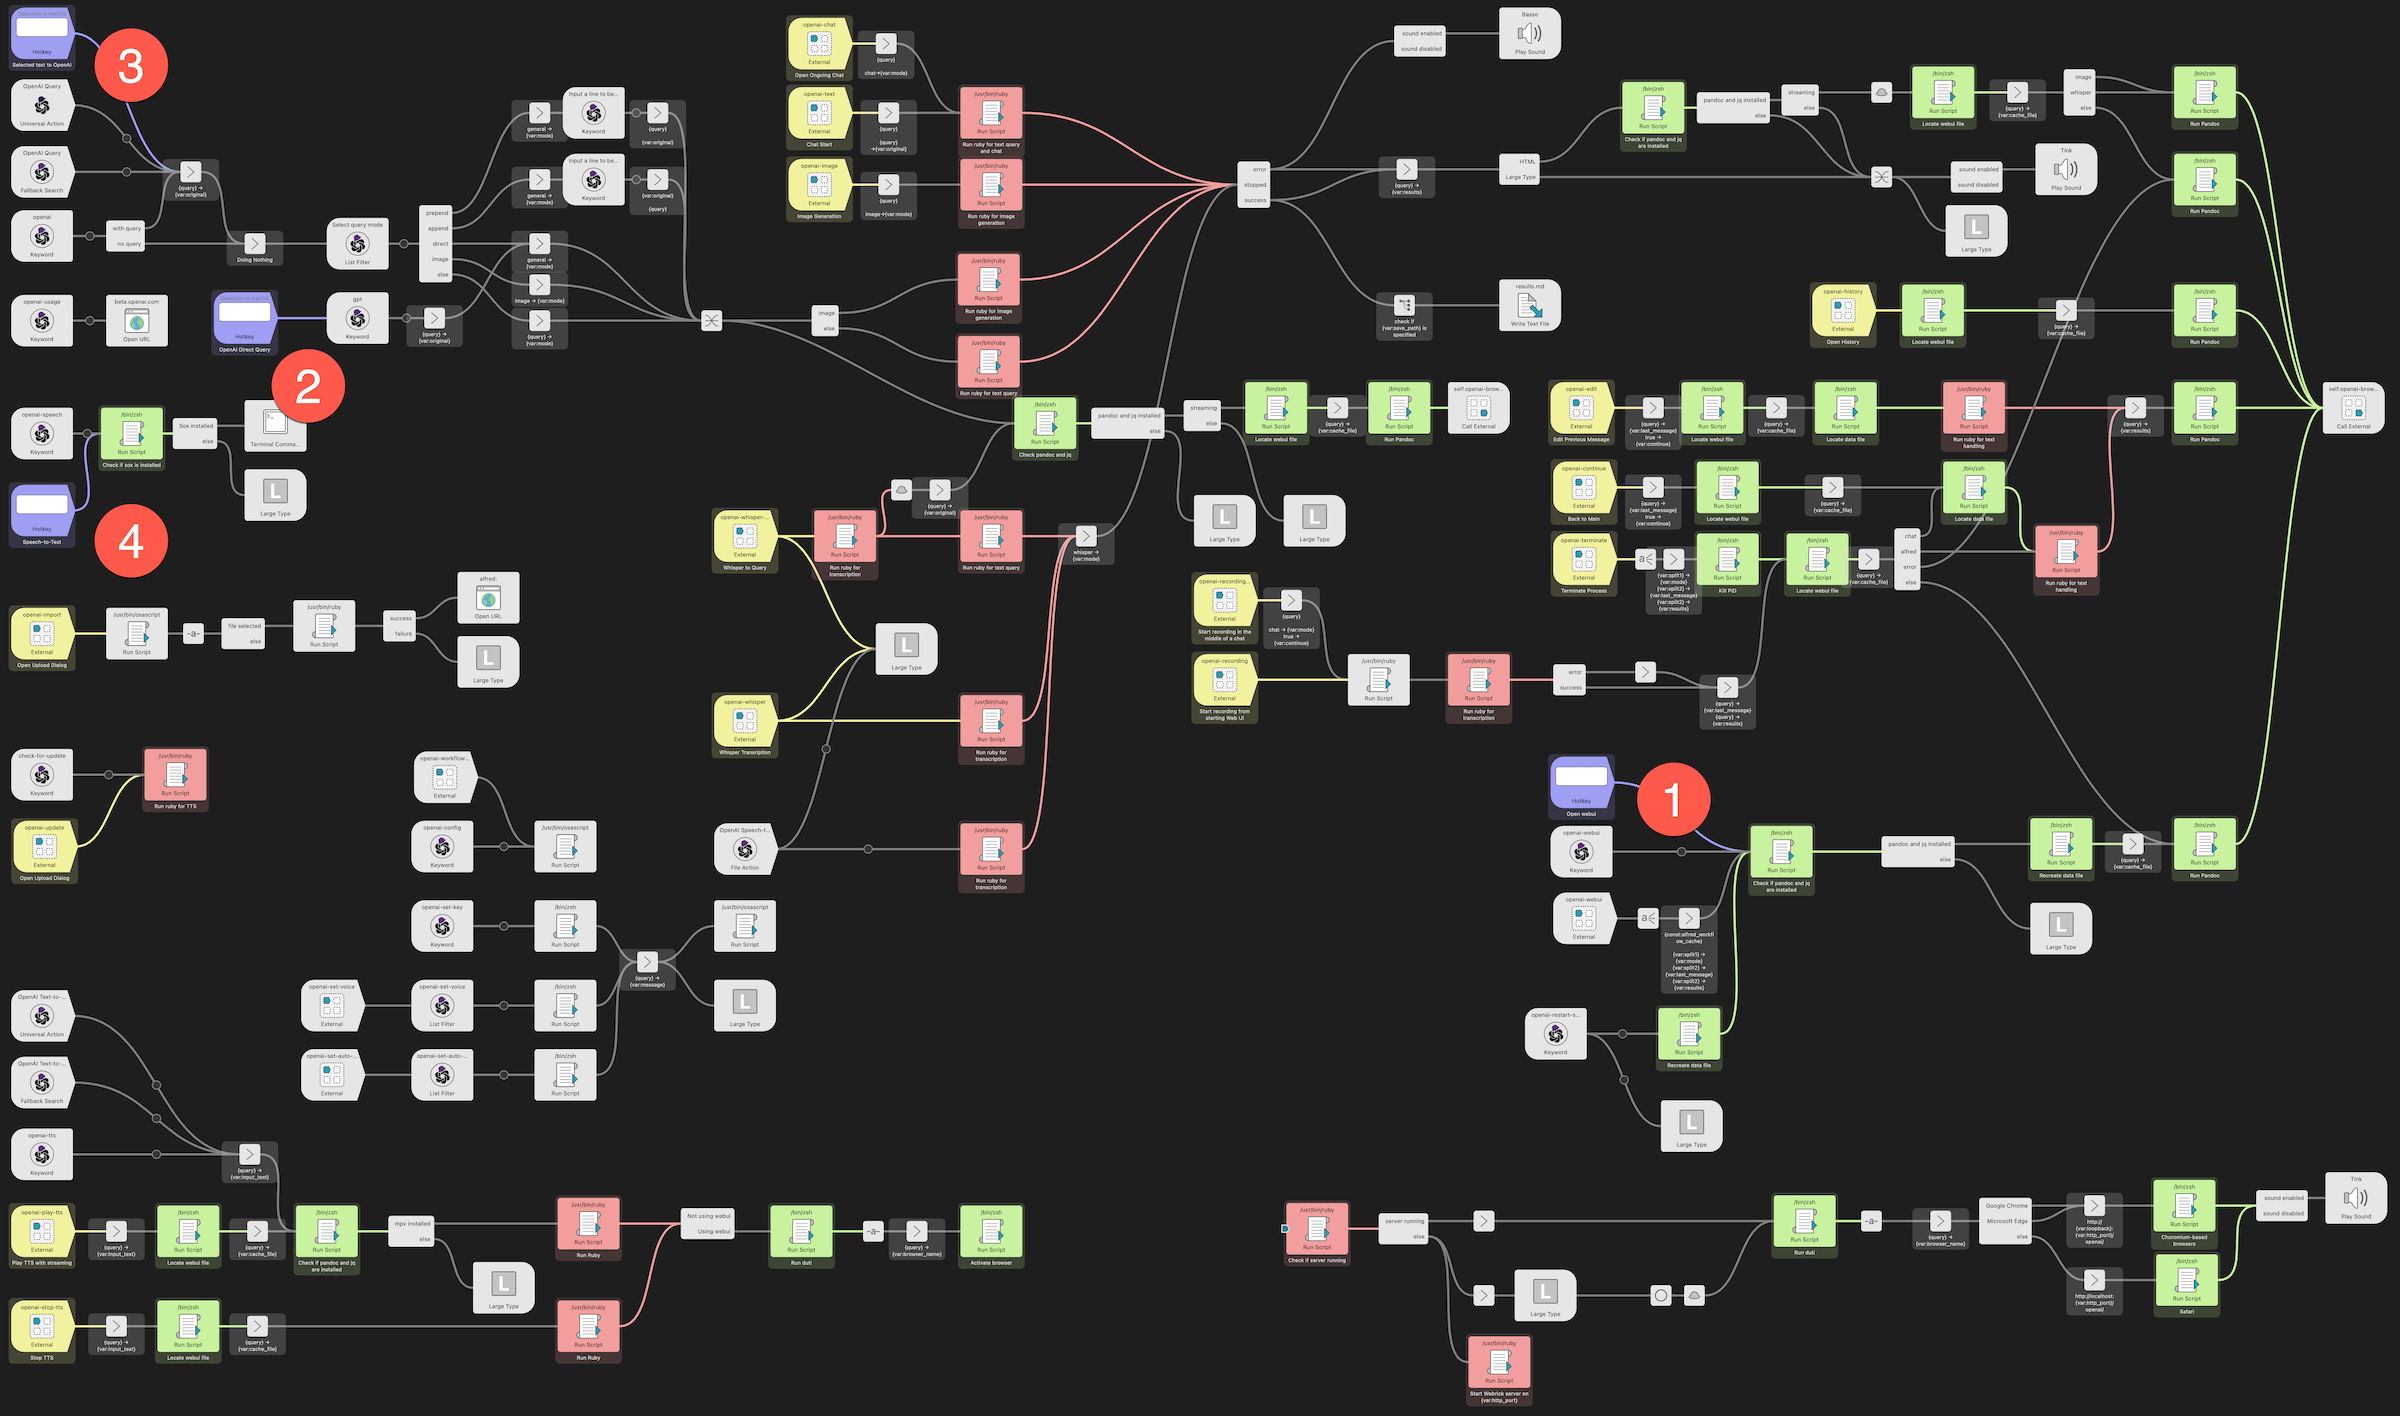 Selection in macOS
Hotkey
Selected text to OpenAI
3
OpenAI Query
Universal Action
OpenAI Query
Fallback Search
{query} →
{var:original}
openai
Keyword
with query
no query
Doing Nothing
Select query mode
List Filter
prepend
append
direct
image
else
general →
{var:mode}
Input a line to be...
Keyword
{query}
{var:original}
general →
{var:mode}
Input a line to be...
Keyword
{var:original}
{query}
general →
{var:mode}
image → {var:mode}
{query} →
{var:mode}
openai-usage
Keyword
beta.openai.com
Open URL
Selection in macOS
Hotkey
OpenAI Direct Query
gpt
Keyword
{query} →
{var:original}
2
openai-speech
Keyword
/bin/zsh
Run Script
Check if sox is installed
Sox installed
else
Terminal Comma...
Large Type
Hotkey
Speech-to-Text
4
openai-import
External
Open Upload Dialog
/usr/bin/osascript
Run Script
-a-
file selected
else
/usr/bin/ruby
Run Script
success
failure
alfred:
Open URL
Large Type
check-for-update
Keyword
/usr/bin/ruby
Run Script
Run ruby for TTS
openai-update
External
Open Upload Dialog
openai-workflow...
External
openai-config
Keyword
/usr/bin/osascript
Run Script
openai-set-key
Keyword
/bin/zsh
Run Script
/usr/bin/osascript
Run Script
{query} →
{var:message}
openai-set-voice
External
openai-set-voice
List Filter
/bin/zsh
Run Script
Large Type
openai-set-auto-...
External
openai-set-auto-...
List Filter
/bin/zsh
Run Script
OpenAI Text-to-...
Universal Action
OpenAI Text-to-...
Fallback Search
openai-tts
Keyword
{query} →
{var:input_text}
openai-play-tts
External
Play TTS with streaming
{query} →
{var:input_text}
/bin/zsh
Run Script
Locate webui file
{query} →
{var:cache_file}
/bin/zsh
Run Script
Check if pandoc and jq
are installed
mpv installed
else
Large Type
/usr/bin/ruby
Run Script
Run Ruby
Not using webui
Using webui
/bin/zsh
Run Script
Run duti
-a-
{query} →
{var:browser_name}
/bin/zsh
Run Script
Activate browser
openai-stop-tts
External
Stop TTS
{query} →
{var:input_text}
/bin/zsh
Run Script
Locate webui file
{query} →
{var:cache_file}
/usr/bin/ruby
Run Script
Run Ruby
openai-chat
External
Open Ongoing Chat
{query}
chat→{var:mode}
openai-text
External
Chat Start
{query}
→{var:original}
/usr/bin/ruby
Run Script
Run ruby for text query
and chat
openai-image
External
Image Generation
{query}
image→{var:mode}
/usr/bin/ruby
Run Script
Run ruby for image
generation
image
else
/usr/bin/ruby
Run Script
Run ruby for image
generation
/usr/bin/ruby
Run Script
Run ruby for text query
/bin/zsh
Run Script
Check pandoc and jq
pandoc and jq installed
else
streaming
else
/bin/zsh
Run Script
Locate webui file
{query} →
{var:cache_file}
/bin/zsh
Run Script
Run Pandoc
self.openai-brow...
Call External
Large Type
Large Type
openai-whisper-...
External
Whisper to Query
/usr/bin/ruby
Run Script
Run ruby for
transcription
{query} →
{var:original}
/usr/bin/ruby
Run Script
Run ruby for text query
whisper →
{var:mode}
Large Type
openai-whisper
External
Whisper Transription
/usr/bin/ruby
Run Script
Run ruby for
transcription
OpenAI Speech-t...
File Action
/usr/bin/ruby
Run Script
Run ruby for
transcription
error
stopped
success
sound enabled
sound disabled
Basso
Play Sound
{query} →
{var:results}
HTML
Large Type
check if
{var:save_path} is
specified
results.md
Write Text File
/bin/zsh
Run Script
Check if pandoc and jq
are installed
pandoc and jq installed
else
streaming
else
/bin/zsh
Run Script
Locate webui file
{query} →
{var:cache_file}
image
whisper
else
/bin/zsh
Run Script
Run Pandoc
sound enabled
sound disabled
Tink
Play Sound
Large Type
/bin/zsh
Run Script
Run Pandoc
openai-history
External
Open History
/bin/zsh
Run Script
Locate webui file
{query} →
{var:cache_file}
/bin/zsh
Run Script
Run Pandoc
openai-edit
External
Edit Previous Message
{query} →
{var:last_message}
true →
{var:continue}
/bin/zsh
Run Script
Locate webui file
{query} →
{var:cache_file}
/bin/zsh
Run Script
Locate data file
/usr/bin/ruby
Run Script
Run ruby for text
handling
{query} →
{var:results}
/bin/zsh
Run Script
Run Pandoc
self.openai-brow...
Call External
openai-continue
External
Back to Main
{query} →
{var:last_message}
true →
{var:continue}
/bin/zsh
Run Script
Locate webui file
{query} →
{var:cache_file}
/bin/zsh
Run Script
Locate data file
openai-terminate
External
Terminate Process
{var:split1} →
{var:mode}
{var:split2} →
{var:last_message}
{var:split2} →
{var:results}
/bin/zsh
Run Script
Kill PID
/bin/zsh
Run Script
Locate webui file
{query} →
{var:cache_file}
chat
alfred
error
else
/usr/bin/ruby
Run Script
Run ruby for text
handling
openai-recording...
External
Start recording in the
middle of a chat
{query}
chat → {var:mode}
true →
{var:continue}
openai-recording
External
Start recording from
starting Web UI
/usr/bin/ruby
Run Script
/usr/bin/ruby
Run Script
Run ruby for
transcription
error
success
{query} →
{var:last_message}
{query} →
{var:results}
Hotkey
Open webui
1
openai-webui
Keyword
/bin/zsh
Run Script
Check if pandoc and jq
are installed
pandoc and jq installed
else
/bin/zsh
Run Script
Recreate data file
{query} →
{var:cache_file}
/bin/zsh
Run Script
Run Pandoc
Large Type
openai-webui
External
{const:alfred_workfl
ow_cache}
{var:split1} →
{var:mode}
{var:split2} →
{var:last_message}
{var:split2} →
{var:results}
openai-restart-s...
Keyword
/bin/zsh
Run Script
Recreate data file
Large Type
/usr/bin/ruby
Run Script
Check if server running
server running
else
Large Type
/usr/bin/ruby
Run Script
Start Webrick server on
{var:http_port}
/bin/zsh
Run Script
Run duti
-a-
{query} →
{var:browser_name}
Google Chrome
Microsoft Edge
else
http://
{var:loopback}:
{var:http_port}/
openai/
/bin/zsh
Run Script
Choromium-based
browsers
http://localhost:
{var:http_port}/
openai/
/bin/zsh
Run Script
Safari
sound enabled
sound disabled
Tink
Play Sound